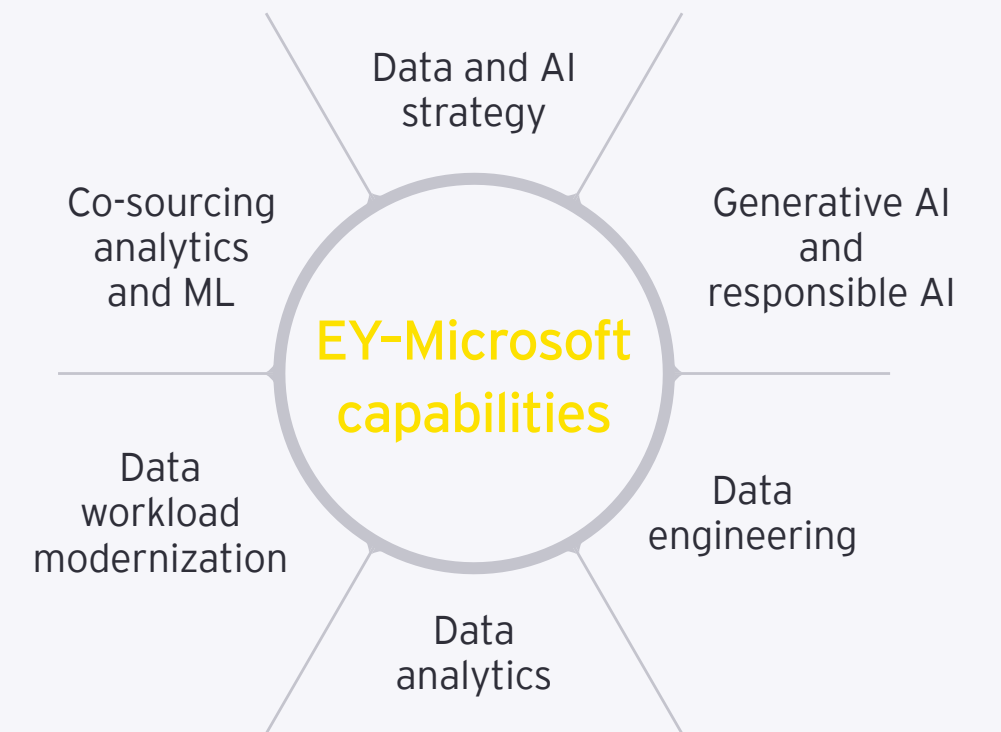 Data and AI
strategy
Generative AI
and
responsible AI
Data
engineering
Data
analytics
Data
workload
modernization
Co-sourcing
analytics
and ML
EY–Microsoft
capabilities